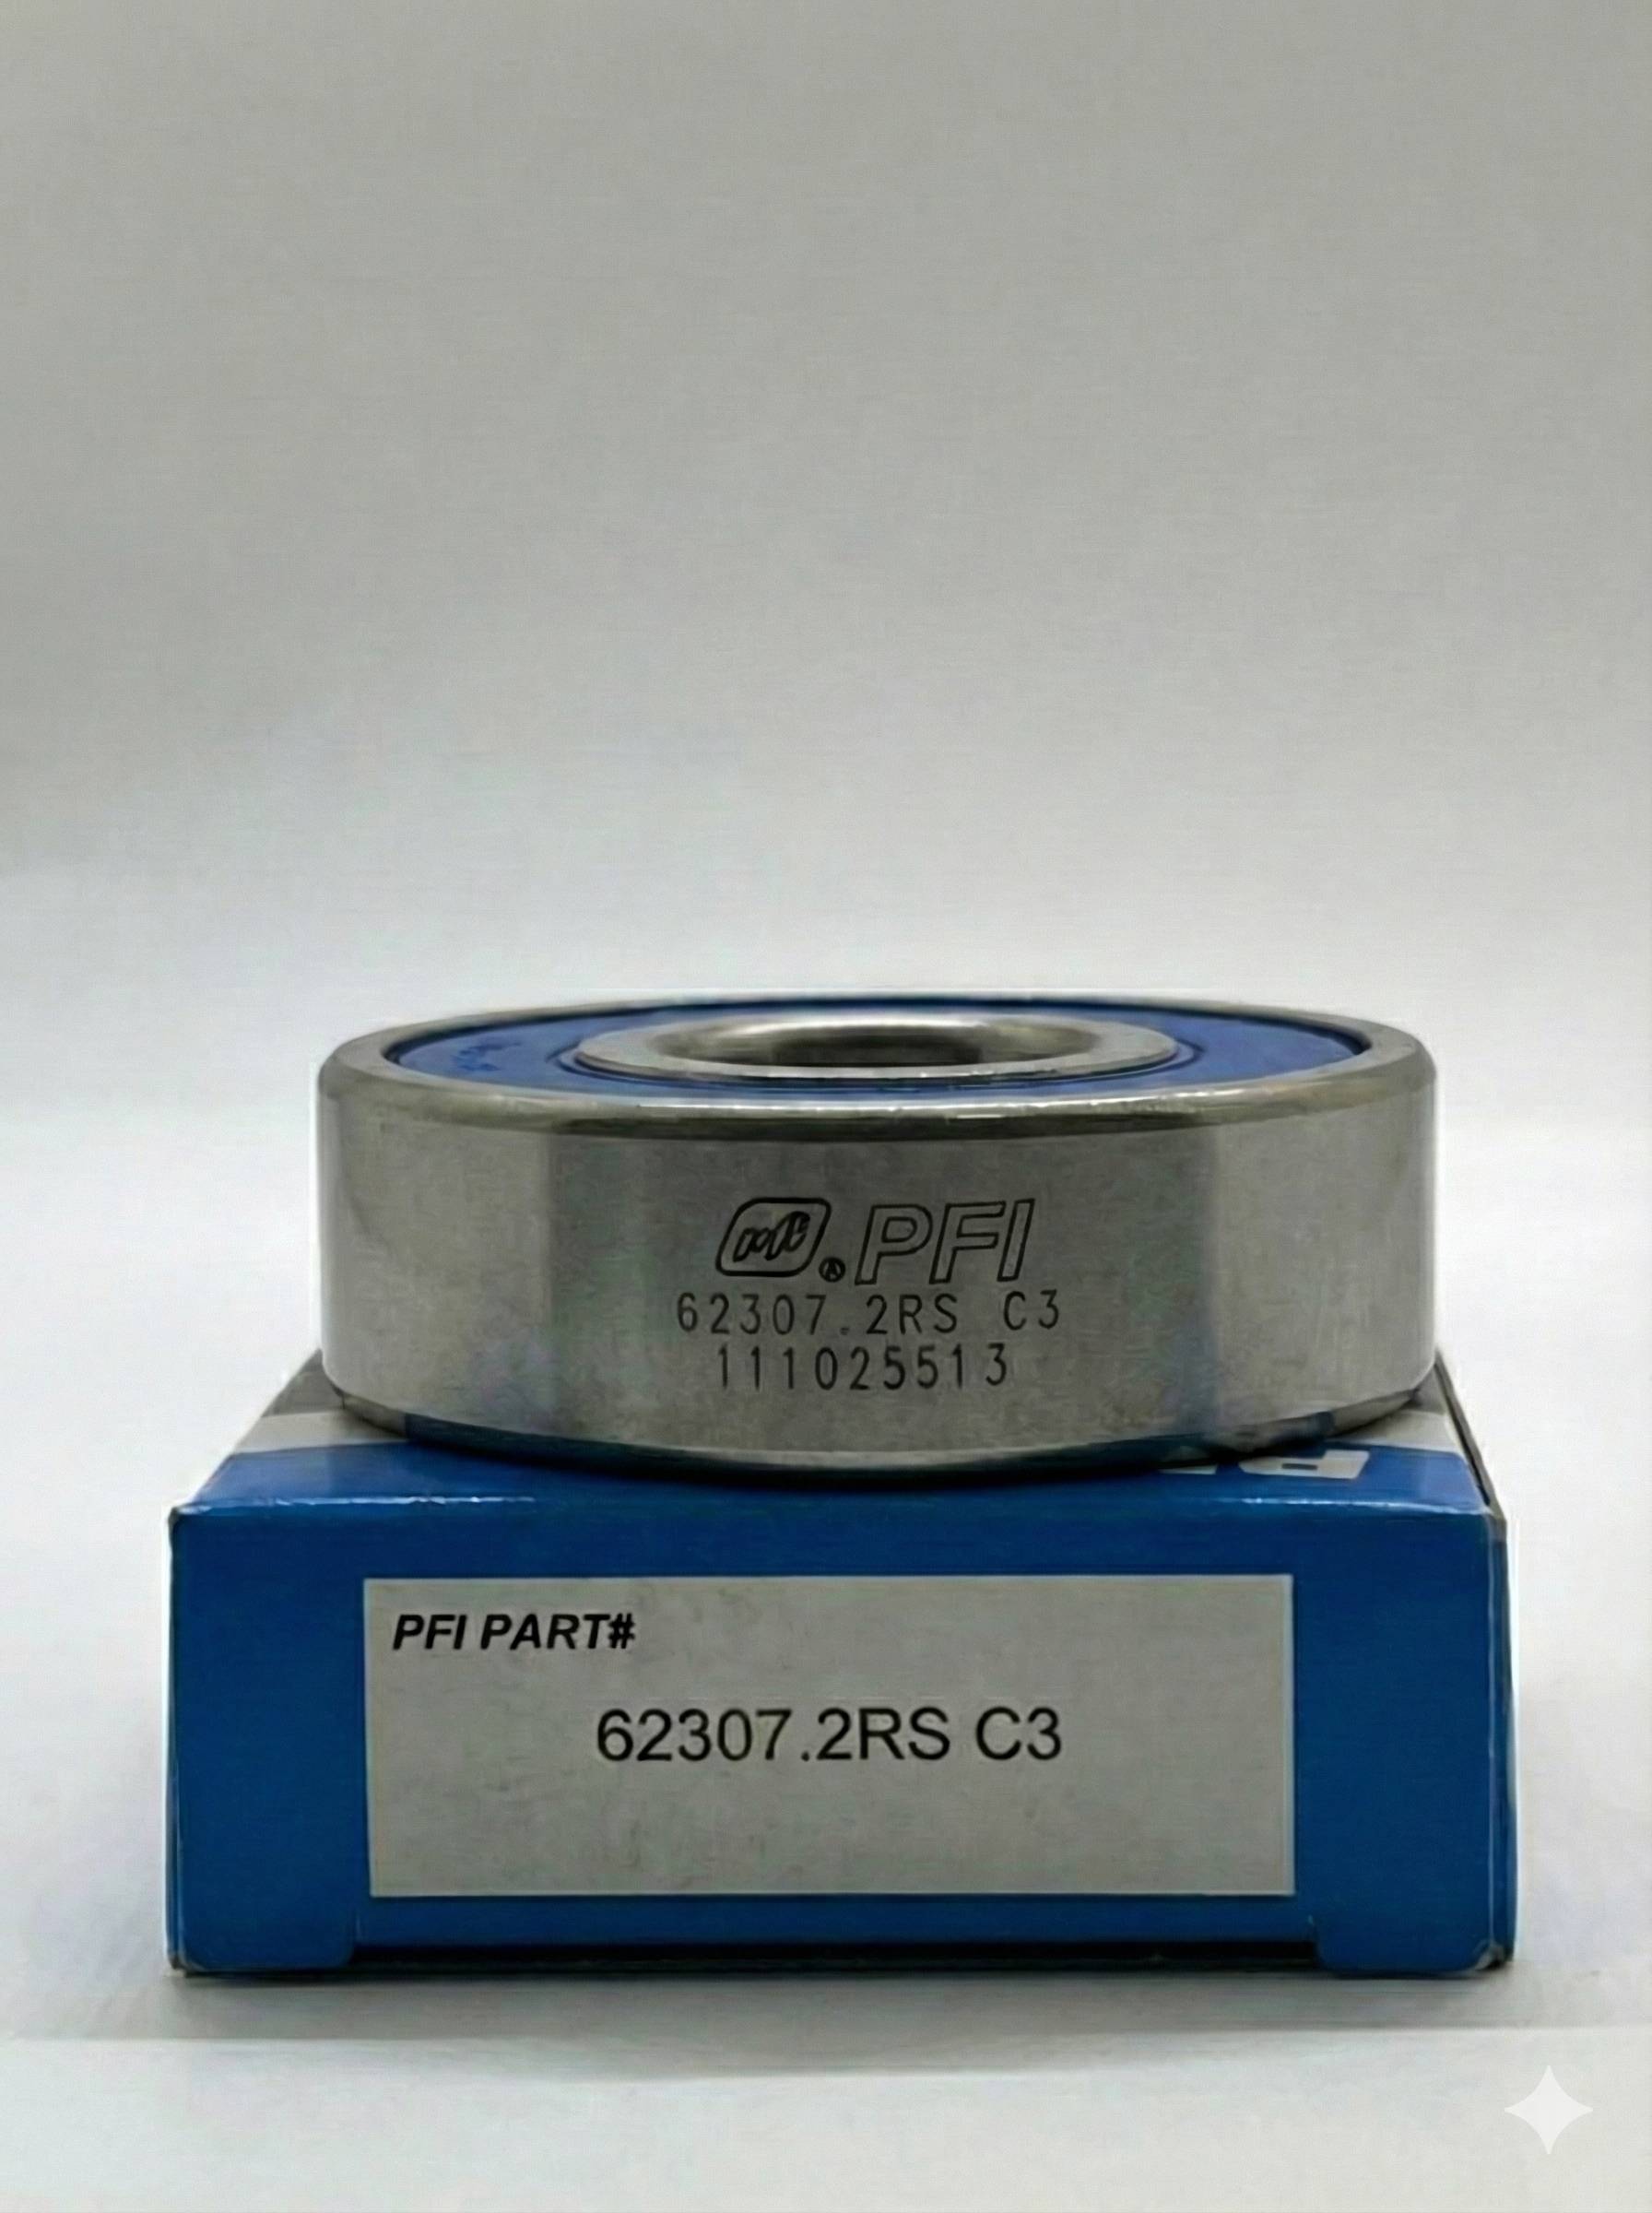 PFI
62307.2RS C3
111025513
PFI PART#
62307.2RS C3